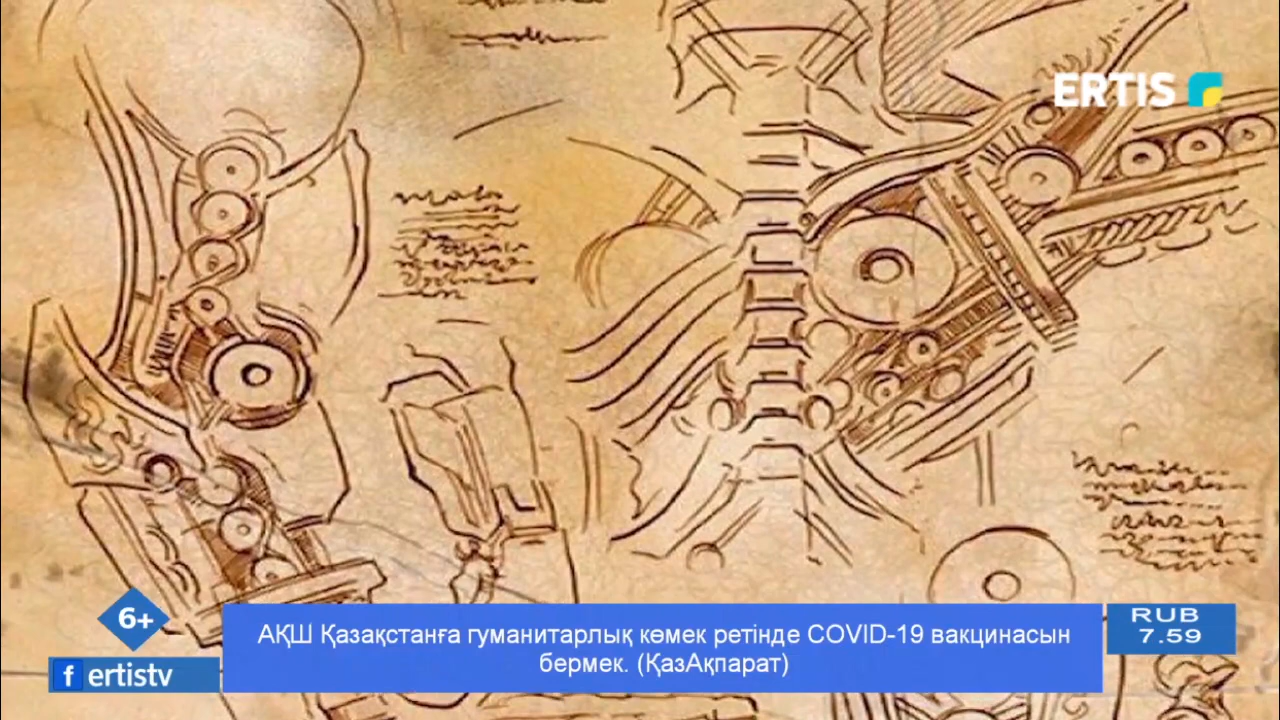 ERTIS
6+
ertistv
АҚШ Қазақстанға гуманитарлық көмек ретінде COVID-19 вакцинасын
бермек. (ҚазАқпарат)
RUB
7.59